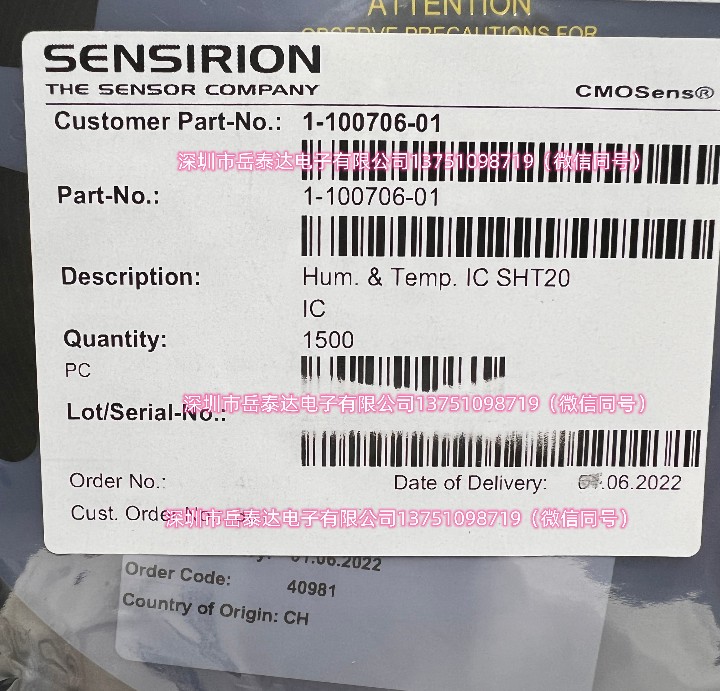 ATTENTION
OBSERVE PRECAUTIONS FOR
SENSIRION
THE SENSOR COMPANY
CMOSens®
Customer Part-No.: 1-100706-01
深圳市岳泰达电子有限公司13751098719（微信同号）
Part-No.: 1-100706-01
Description: Hum. & Temp. IC SHT20
IC
Quantity: 1500
PC
深圳市岳泰达电子有限公司13751098719（微信同号）
Lot/Serial-No.:
Order No.: Date of Delivery: .06.2022
Cust. Order
深圳市岳泰达电子有限公司13751098719（微信同号）
01.06.2022
Order Code: 40981
Country of Origin: CH